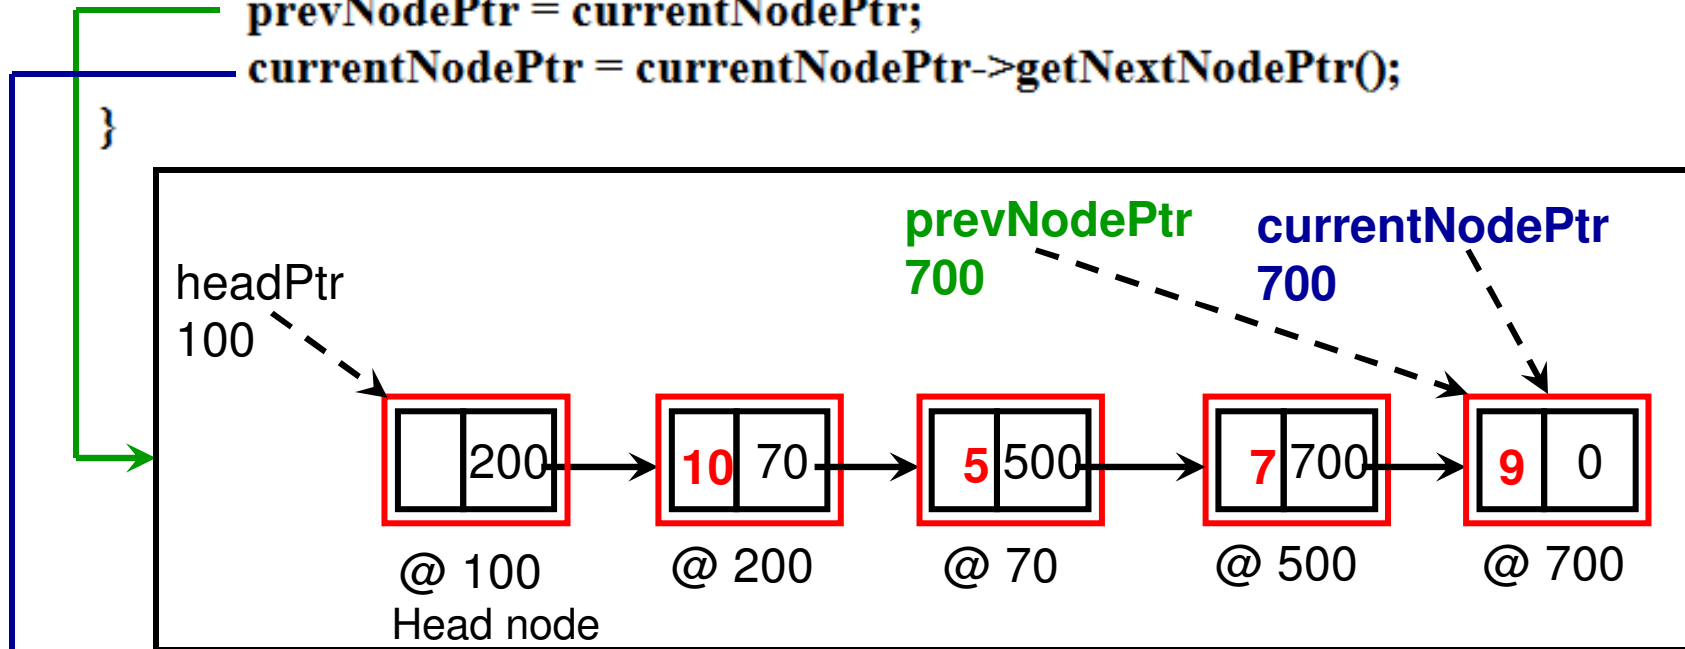 prevNodePtr = currentNodePtr;
currentNodePtr = currentNodePtr->getNextNodePtr();
}
prevNodePtr currentNodePtr
700 700
headPtr
100
200 10 70 5 500 7 700 9 0
@ 100 @ 200 @ 70 @ 500 @ 700
Head node